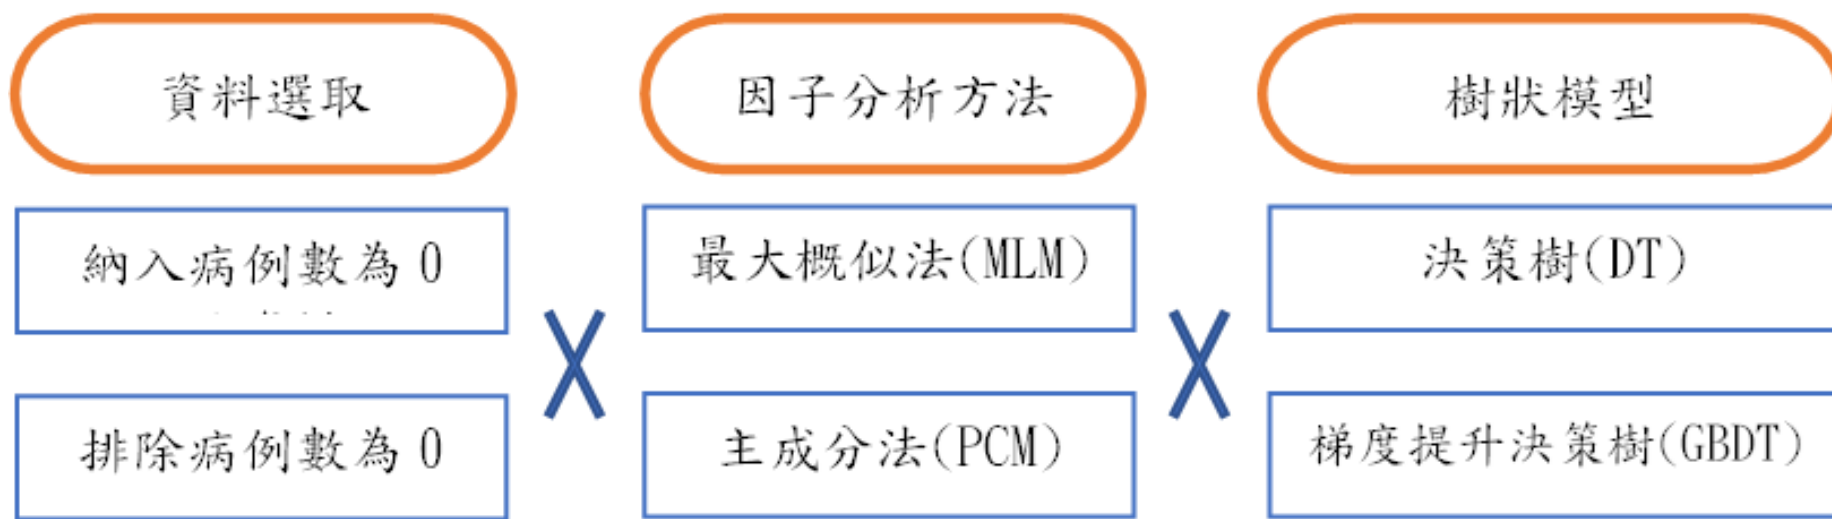 資料選取
因子分析方法
樹狀模型
納入病例數為 0
最大概似法(MLM)
決策樹(DT)
排除病例數為 0
主成分法(PCM)
梯度提升決策樹(GBDT)